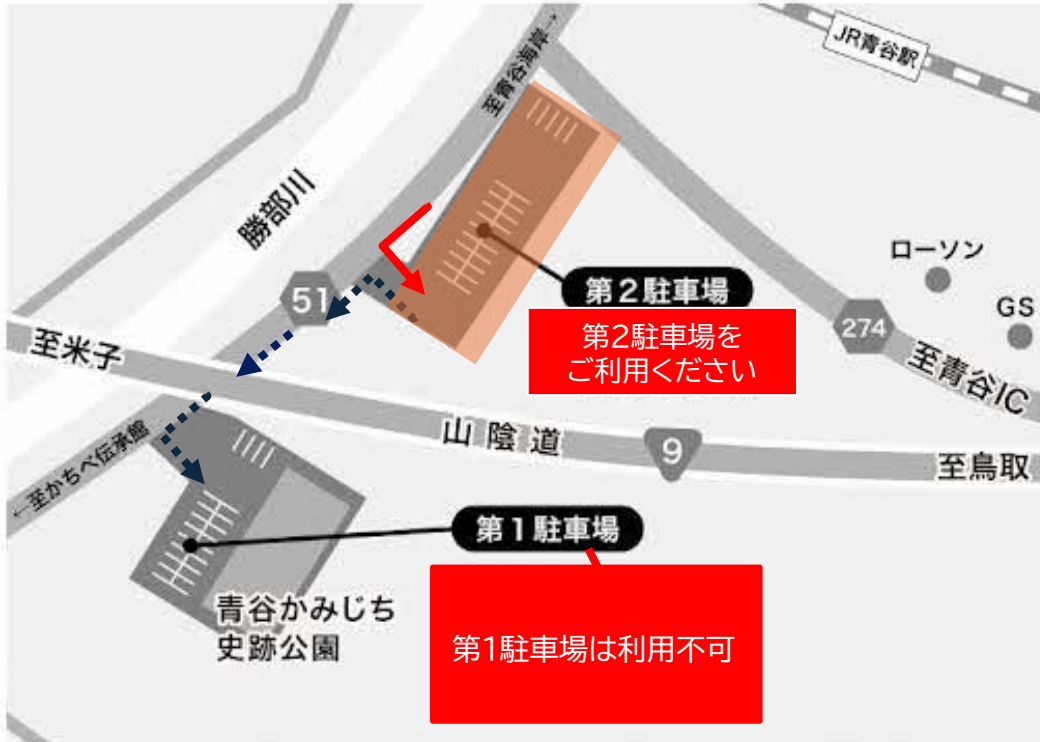 JR青谷駅
至青谷海岸→
勝部川
ローソン
GS
51
第2駐車場
第2駐車場を
ご利用ください
274
至青谷IC
至米子
山陰道
9
至鳥取
←至かちべ伝承館
第1駐車場
第1駐車場は利用不可
青谷かみじち
史跡公園